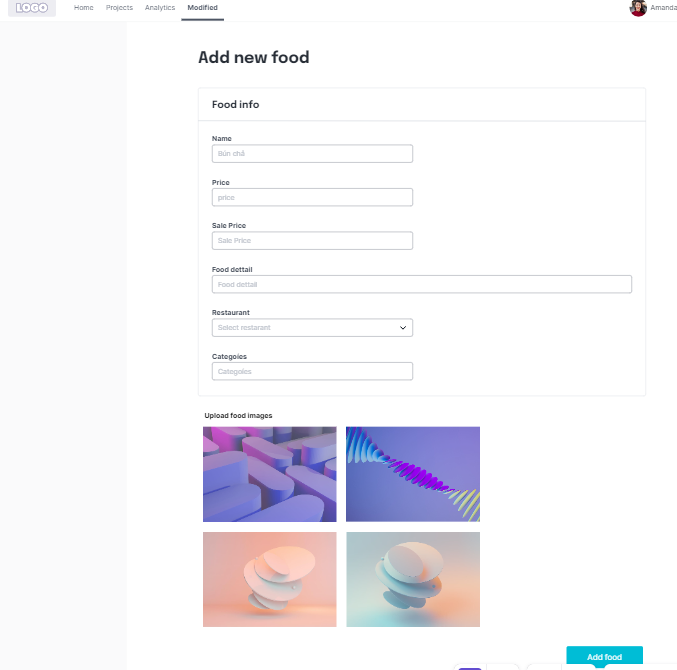 LOGO
Home Projects Analytics Modified Amanda
Add new food
Food info
Name
Bún chả
Price
price
Sale Price
Sale Price
Food dettail
Food dettail
Restaurant
Select restarant
Categoies
Categoies
Upload food images
Add food